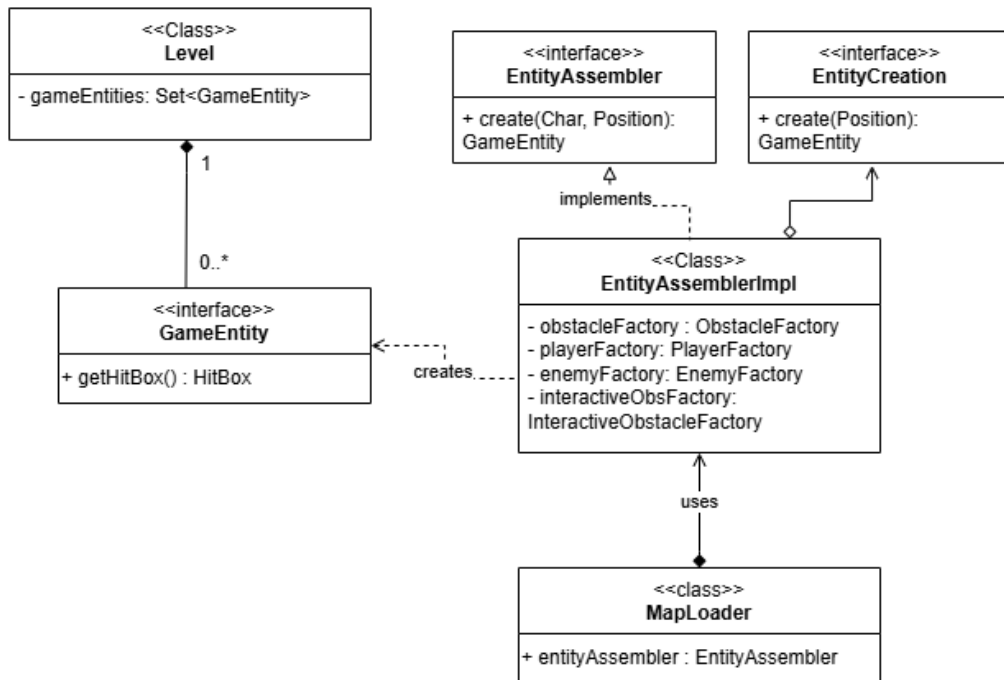 <<Class>>
Level
- gameEntities: Set<GameEntity>
1
0..*
<<interface>>
GameEntity
+ getHitBox() : HitBox
<<interface>>
EntityAssembler
+ create(Char, Position):
GameEntity
<<interface>>
EntityCreation
+ create(Position):
GameEntity
implements
<<Class>>
EntityAssemblerImpl
- obstacleFactory : ObstacleFactory
- playerFactory: PlayerFactory
- enemyFactory: EnemyFactory
- interactiveObsFactory:
InteractiveObstacleFactory
creates
uses
<<class>>
MapLoader
+ entityAssembler : EntityAssembler